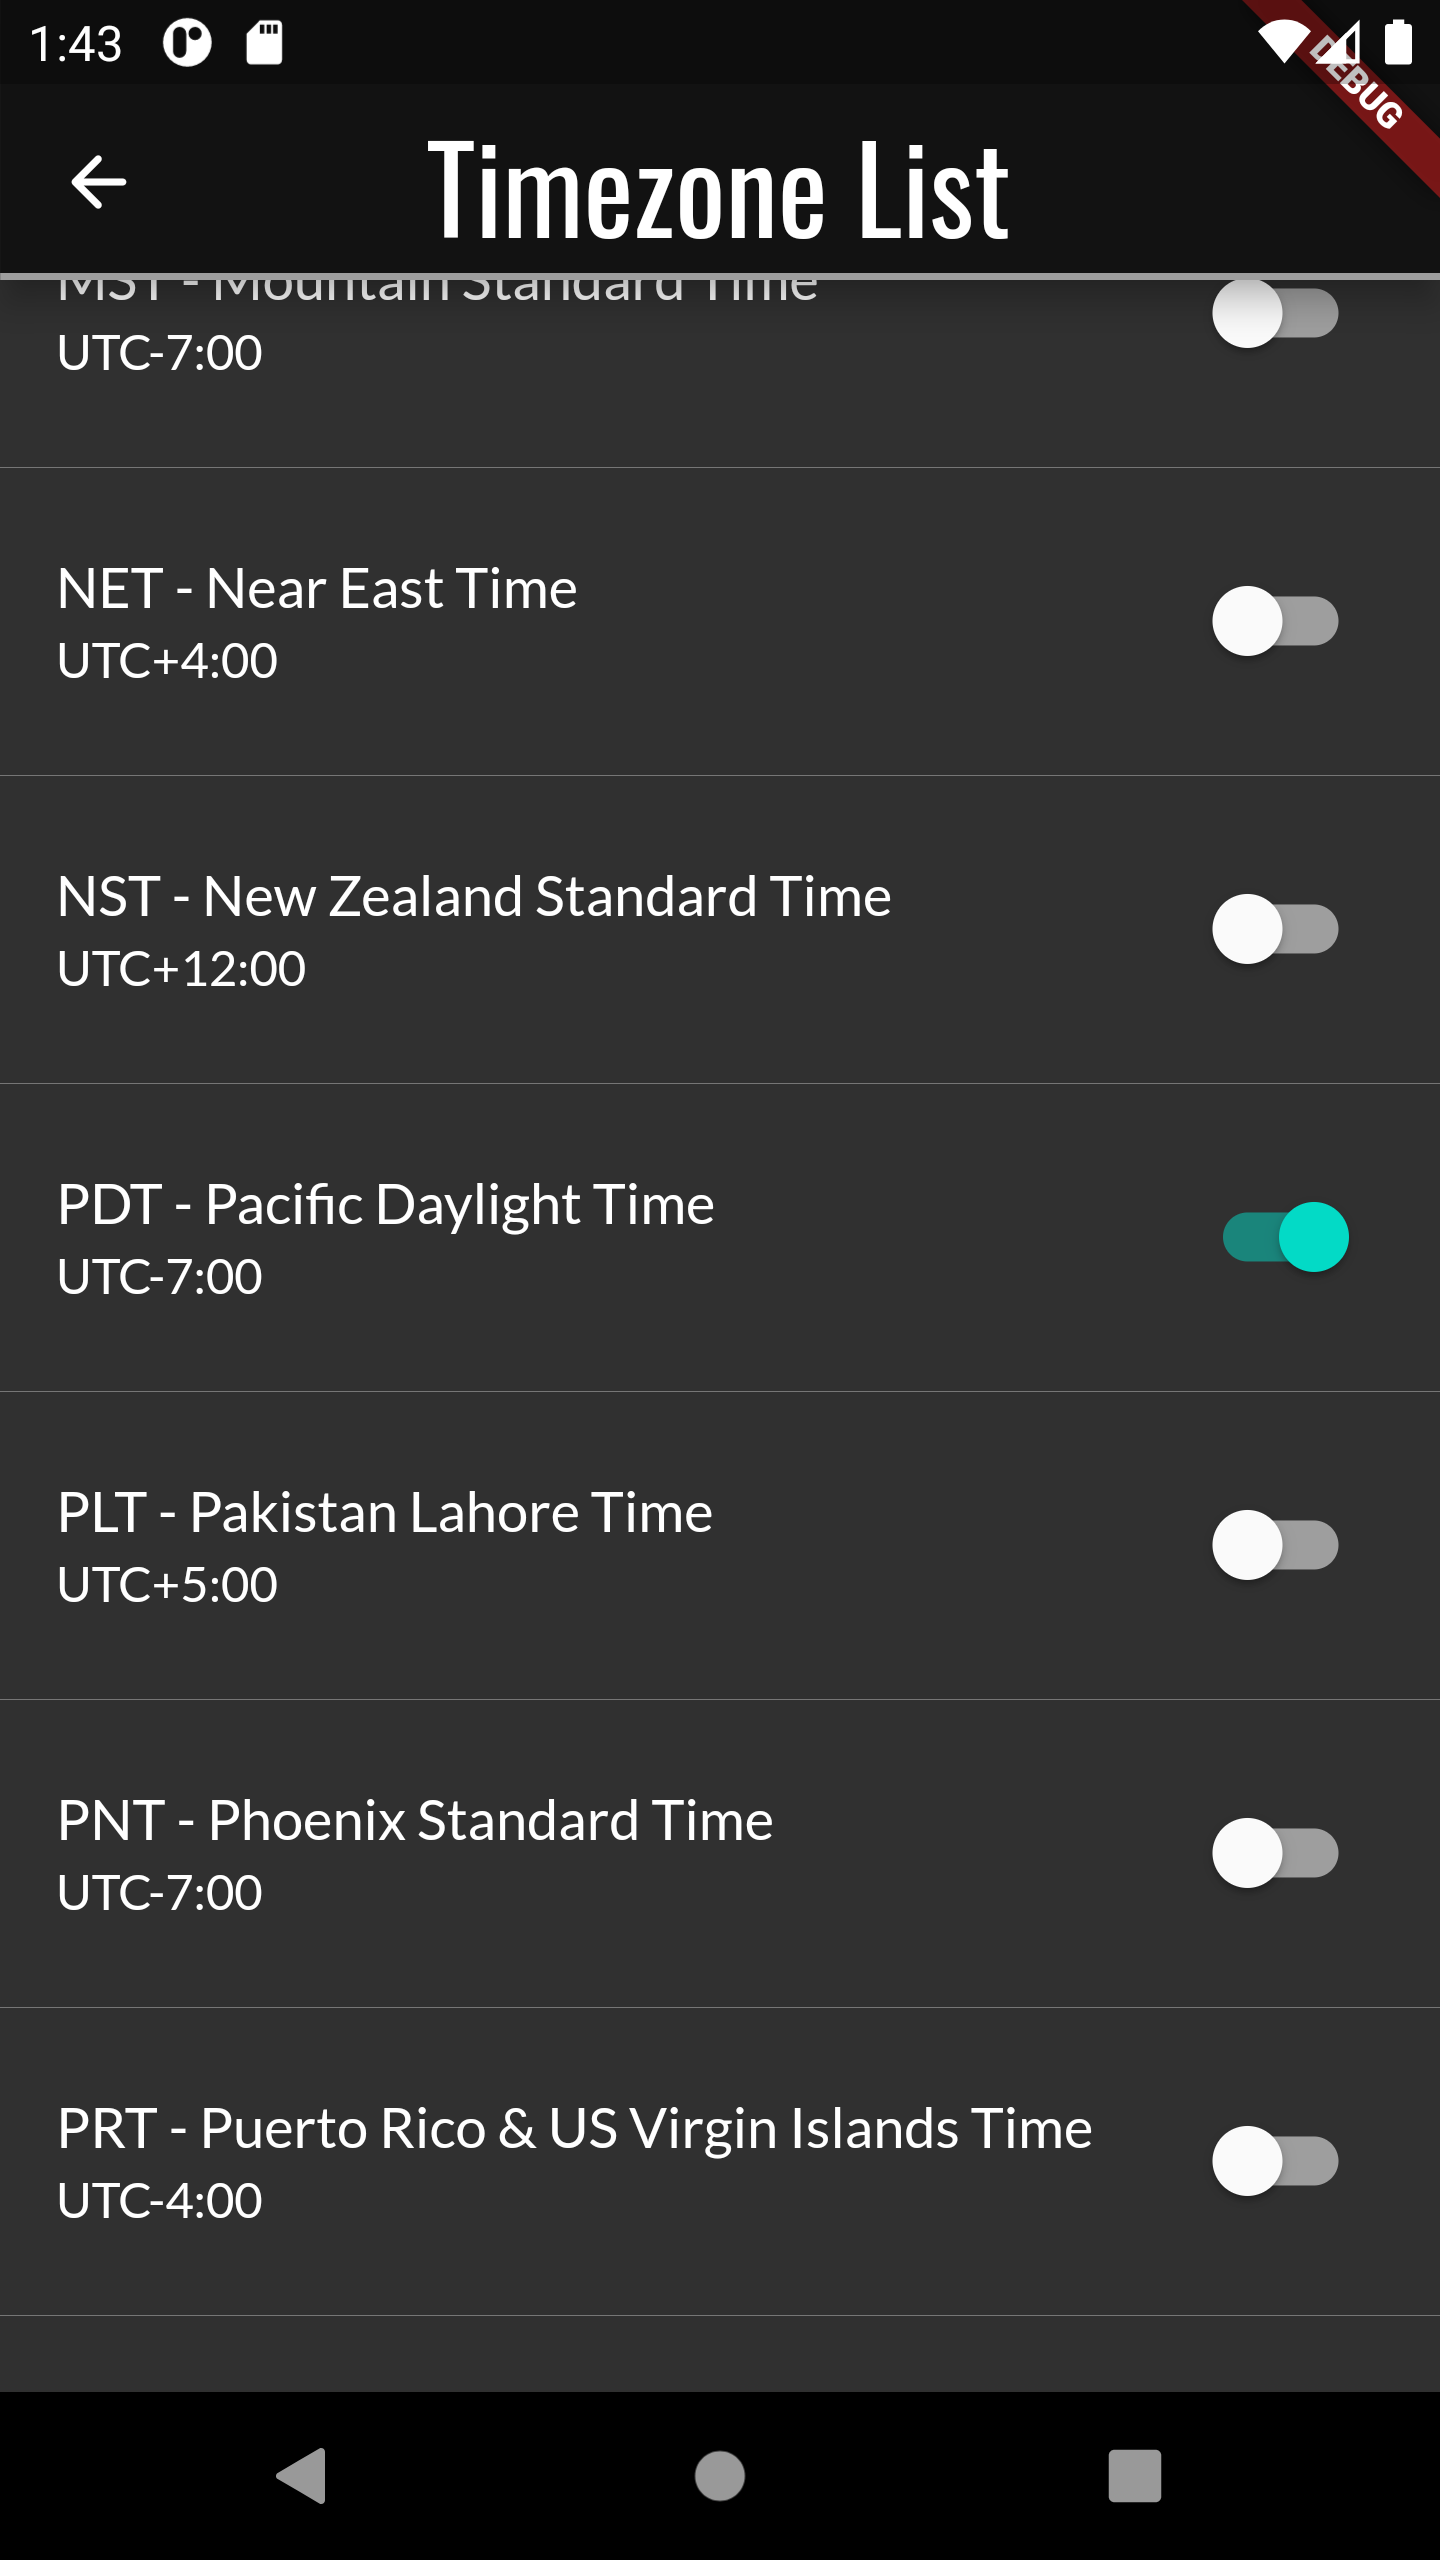 1:43
DEBUG
Timezone List
MST - Mountain Standard Time
UTC-7:00
NET - Near East Time
UTC+4:00
NST - New Zealand Standard Time
UTC+12:00
PDT - Pacific Daylight Time
UTC-7:00
PLT - Pakistan Lahore Time
UTC+5:00
PNT - Phoenix Standard Time
UTC-7:00
PRT - Puerto Rico & US Virgin Islands Time
UTC-4:00